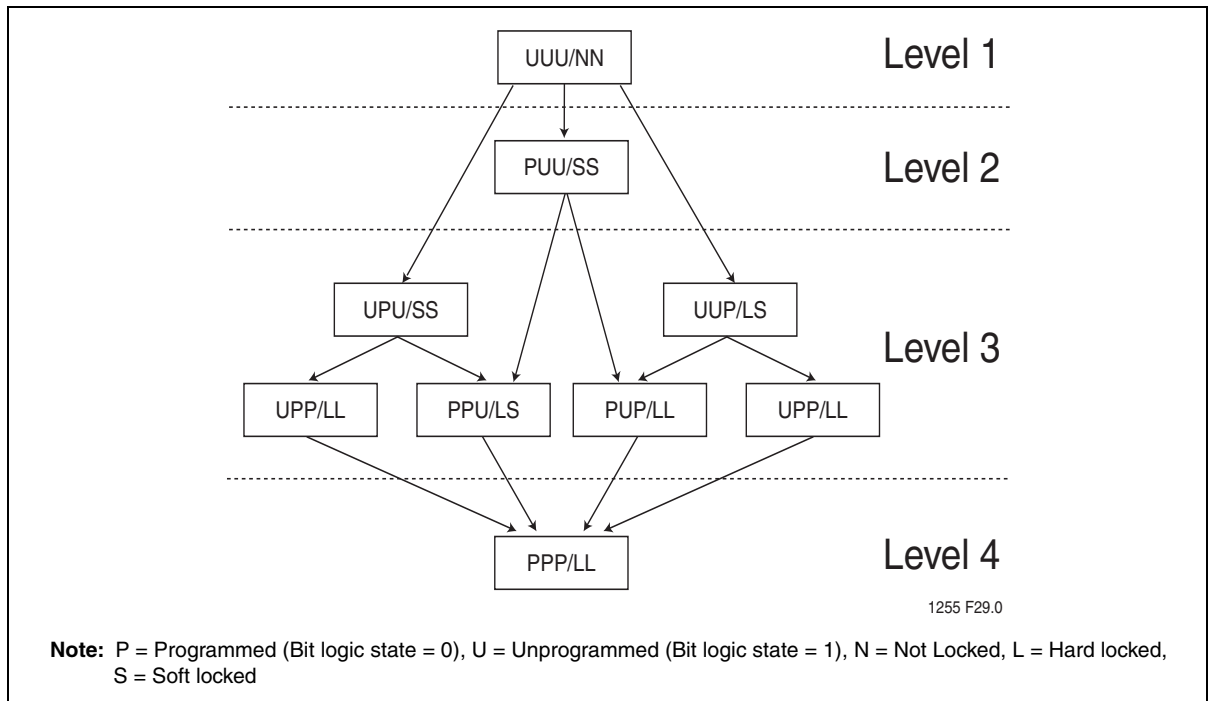 UUU/NN
Level 1
PUU/SS
Level 2
UPU/SS
UUP/LS
Level 3
UPP/LL
PPU/LS
PUP/LL
UPP/LL
PPP/LL
Level 4
1255 F29.0
Note: P = Programmed (Bit logic state = 0), U = Unprogrammed (Bit logic state = 1), N = Not Locked, L = Hard locked,
S = Soft locked